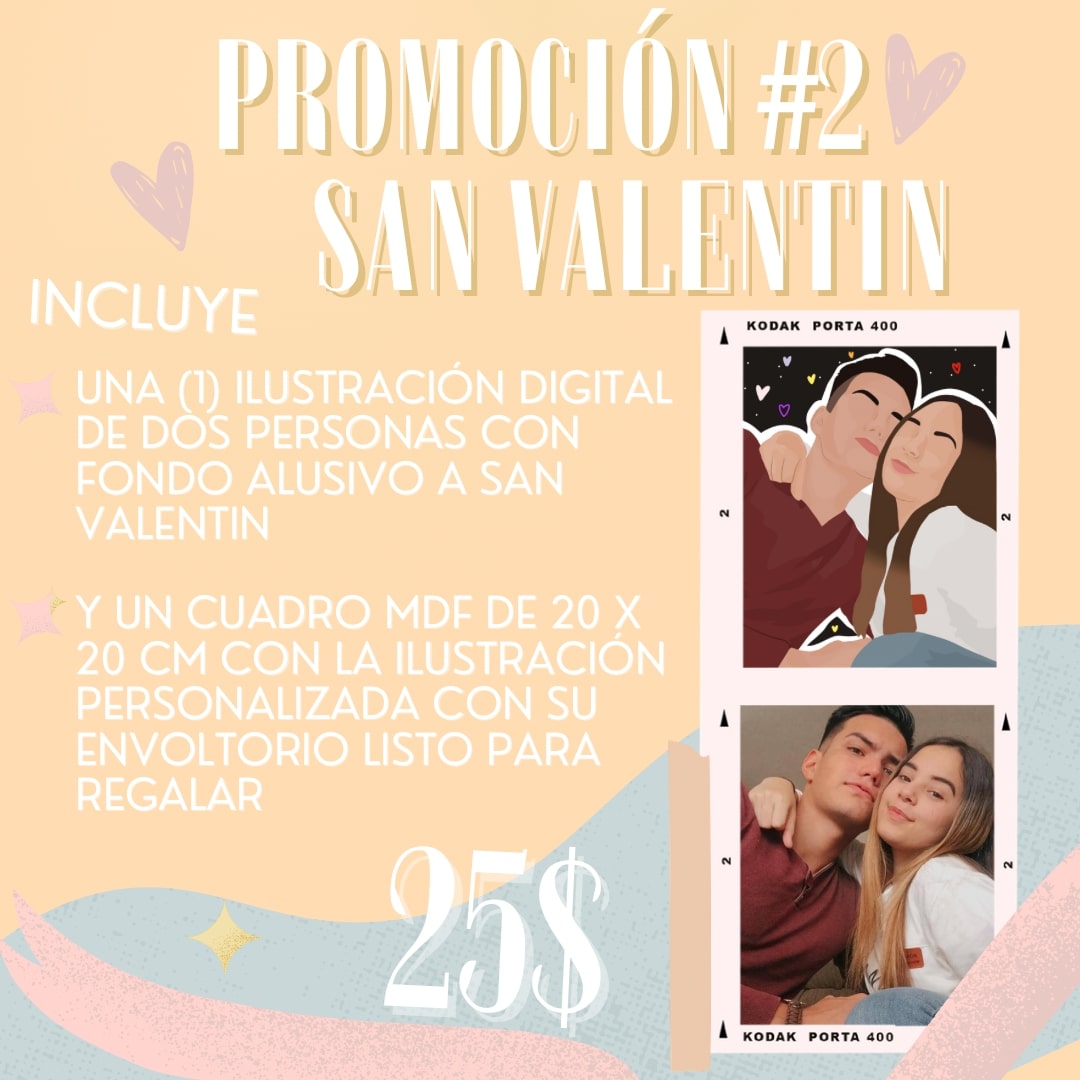 PROMOCIÓN #2
SAN VALENTIN
INCLUYE
UNA (1) ILUSTRACIÓN DIGITAL
DE DOS PERSONAS CON
FONDO ALUSIVO A SAN
VALENTIN
Y UN CUADRO MDF DE 20 X
20 CM CON LA ILUSTRACIÓN
PERSONALIZADA CON SU
ENVOLTORIO LISTO PARA
REGALAR
25$
KODAK PORTA 400
2
2
2
2
KODAK PORTA 400